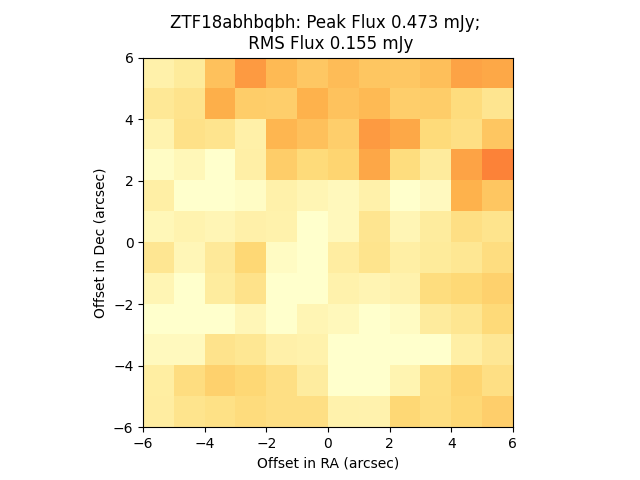 ZTF18abhbqbh: Peak Flux 0.473 mJy;
RMS Flux 0.155 mJy
6
4
2
0
−2
−4
−6
Offset in Dec (arcsec)
−6 −4 −2 0 2 4 6
Offset in RA (arcsec)